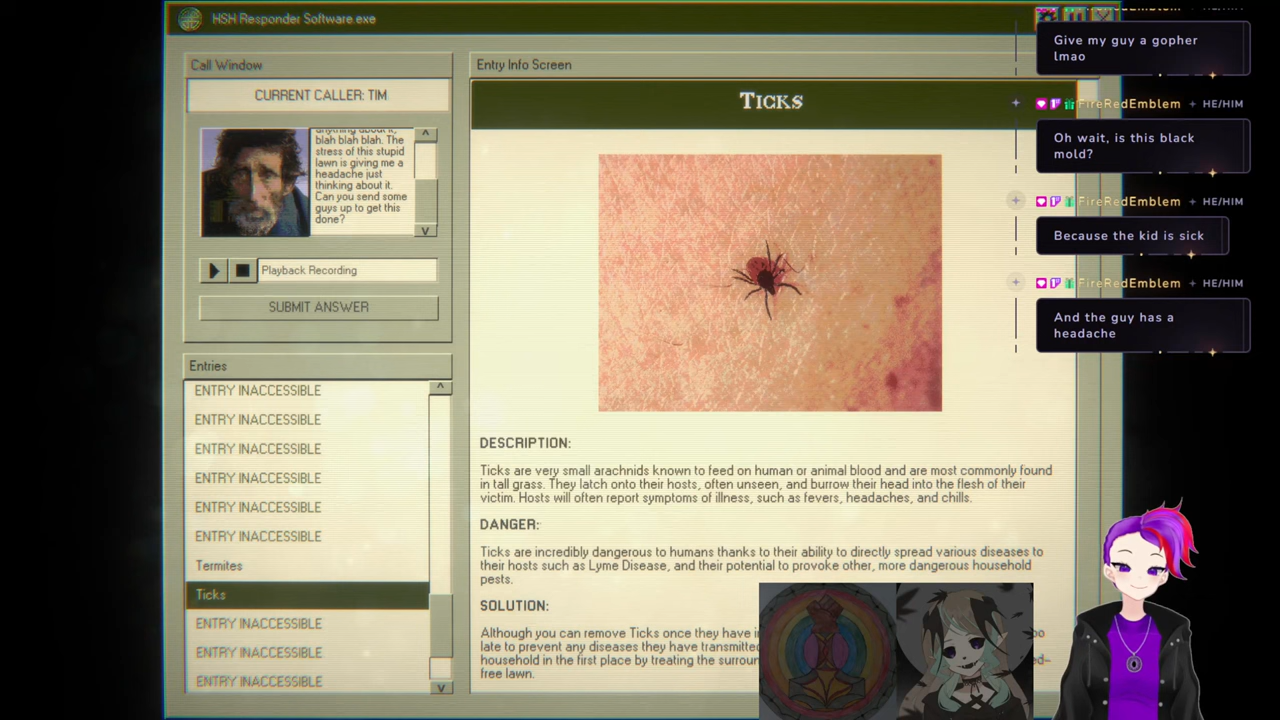 HSH Responder Software.exe
Call Window
CURRENT CALLER: TIM
anything about it,
blah blah blah. The
stress of this stupid
lawn is giving me a
headache just
thinking about it.
Can you send some
guys up to get this
done?
Playback Recording
SUBMIT ANSWER
Entries
ENTRY INACCESSIBLE
ENTRY INACCESSIBLE
ENTRY INACCESSIBLE
ENTRY INACCESSIBLE
ENTRY INACCESSIBLE
ENTRY INACCESSIBLE
Termites
Ticks
ENTRY INACCESSIBLE
ENTRY INACCESSIBLE
ENTRY INACCESSIBLE
Entry Info Screen
Ticks
DESCRIPTION:
Ticks are very small arachnids known to feed on human or animal blood and are most commonly found
in tall grass. They latch onto their hosts, often unseen, and burrow their head into the flesh of their
victim. Hosts will often report symptoms of illness, such as fevers, headaches, and chills.
DANGER:
Ticks are incredibly dangerous to humans thanks to their ability to directly spread various diseases to
their hosts such as Lyme Disease, and their potential to provoke other, more dangerous household
pests.
SOLUTION:
Although you can remove Ticks once they have
late to prevent any diseases they have transmitted
household in the first place by treating the
free lawn.
Give my guy a gopher
lmao
FireRedEmblem HE/HIM
Oh wait, is this black
mold?
FireRedEmblem HE/HIM
Because the kid is sick
FireRedEmblem HE/HIM
And the guy has a
headache